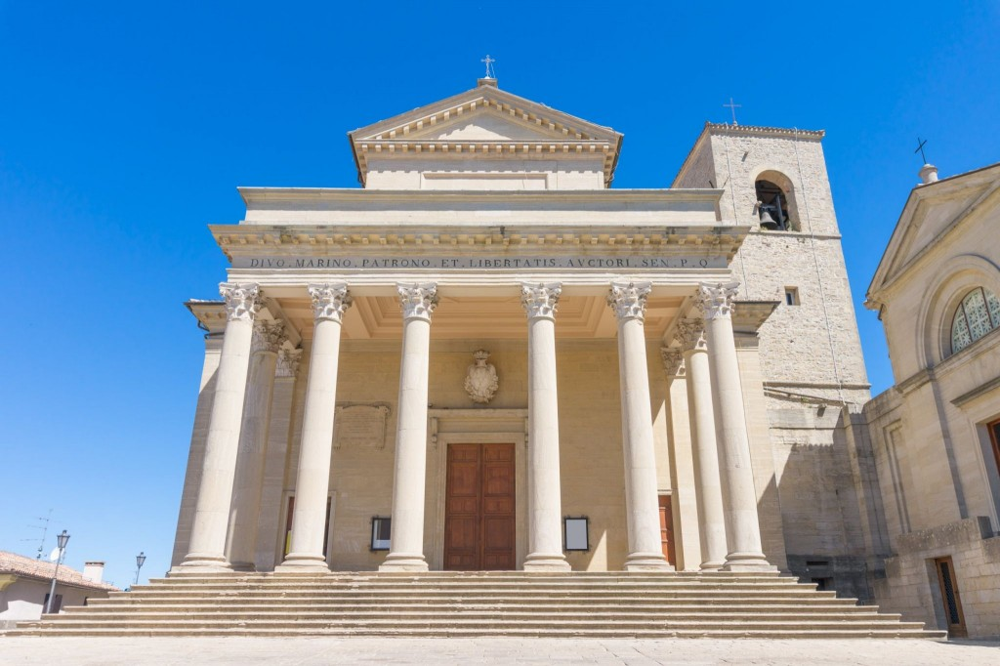 DIVO. MARINO. PATRONO. ET. LIBERTATIS. AVCTORI. SEN. P. Q